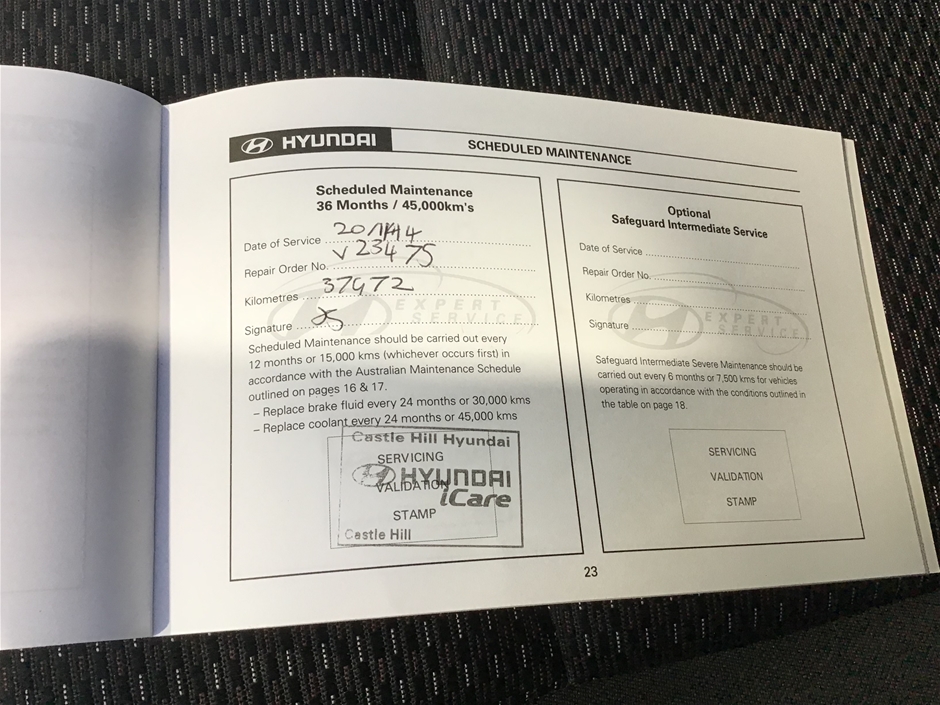 HYUNDAI
SCHEDULED MAINTENANCE
Scheduled Maintenance
36 Months / 45,000km's
Date of Service
Repair Order No. V23475
Kilometres 37472
Signature
EXPERT
SERVICE
Scheduled Maintenance should be carried out every
12 months or 15,000 kms (whichever occurs first) in
accordance with the Australian Maintenance Schedule
outlined on pages 16 & 17.
– Replace brake fluid every 24 months or 30,000 kms
– Replace coolant every 24 months or 45,000 kms
Castle Hill Hyundai
SERVICING
HYUNDAI
VALIDATION
iCare
STAMP
Castle Hill
Optional
Safeguard Intermediate Service
Date of Service
Repair Order No.
Kilometres
Signature
EXPERT
SERVICE
Safeguard Intermediate Severe Maintenance should be
carried out every 6 months or 7,500 kms for vehicles
operating in accordance with the conditions outlined in
the table on page 18.
SERVICING
VALIDATION
STAMP
23